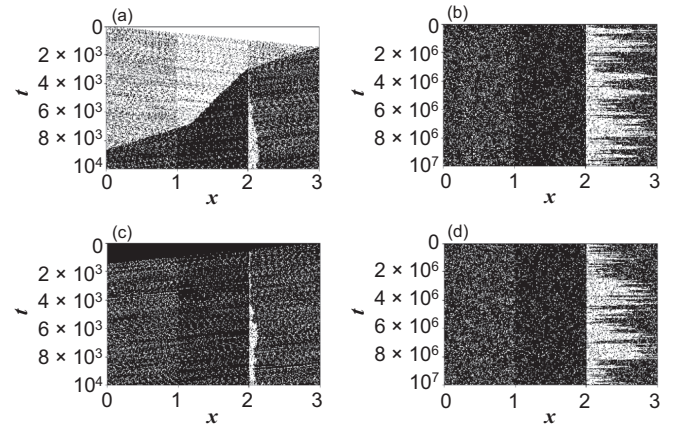 (a)
0
2 × 10³
4 × 10³
6 × 10³
8 × 10³
10⁴
t
0 1 2 3
x
(b)
0
2 × 10⁶
4 × 10⁶
6 × 10⁶
8 × 10⁶
10⁷
t
0 1 2 3
x
(c)
0
2 × 10³
4 × 10³
6 × 10³
8 × 10³
10⁴
t
0 1 2 3
x
(d)
0
2 × 10⁶
4 × 10⁶
6 × 10⁶
8 × 10⁶
10⁷
t
0 1 2 3
x